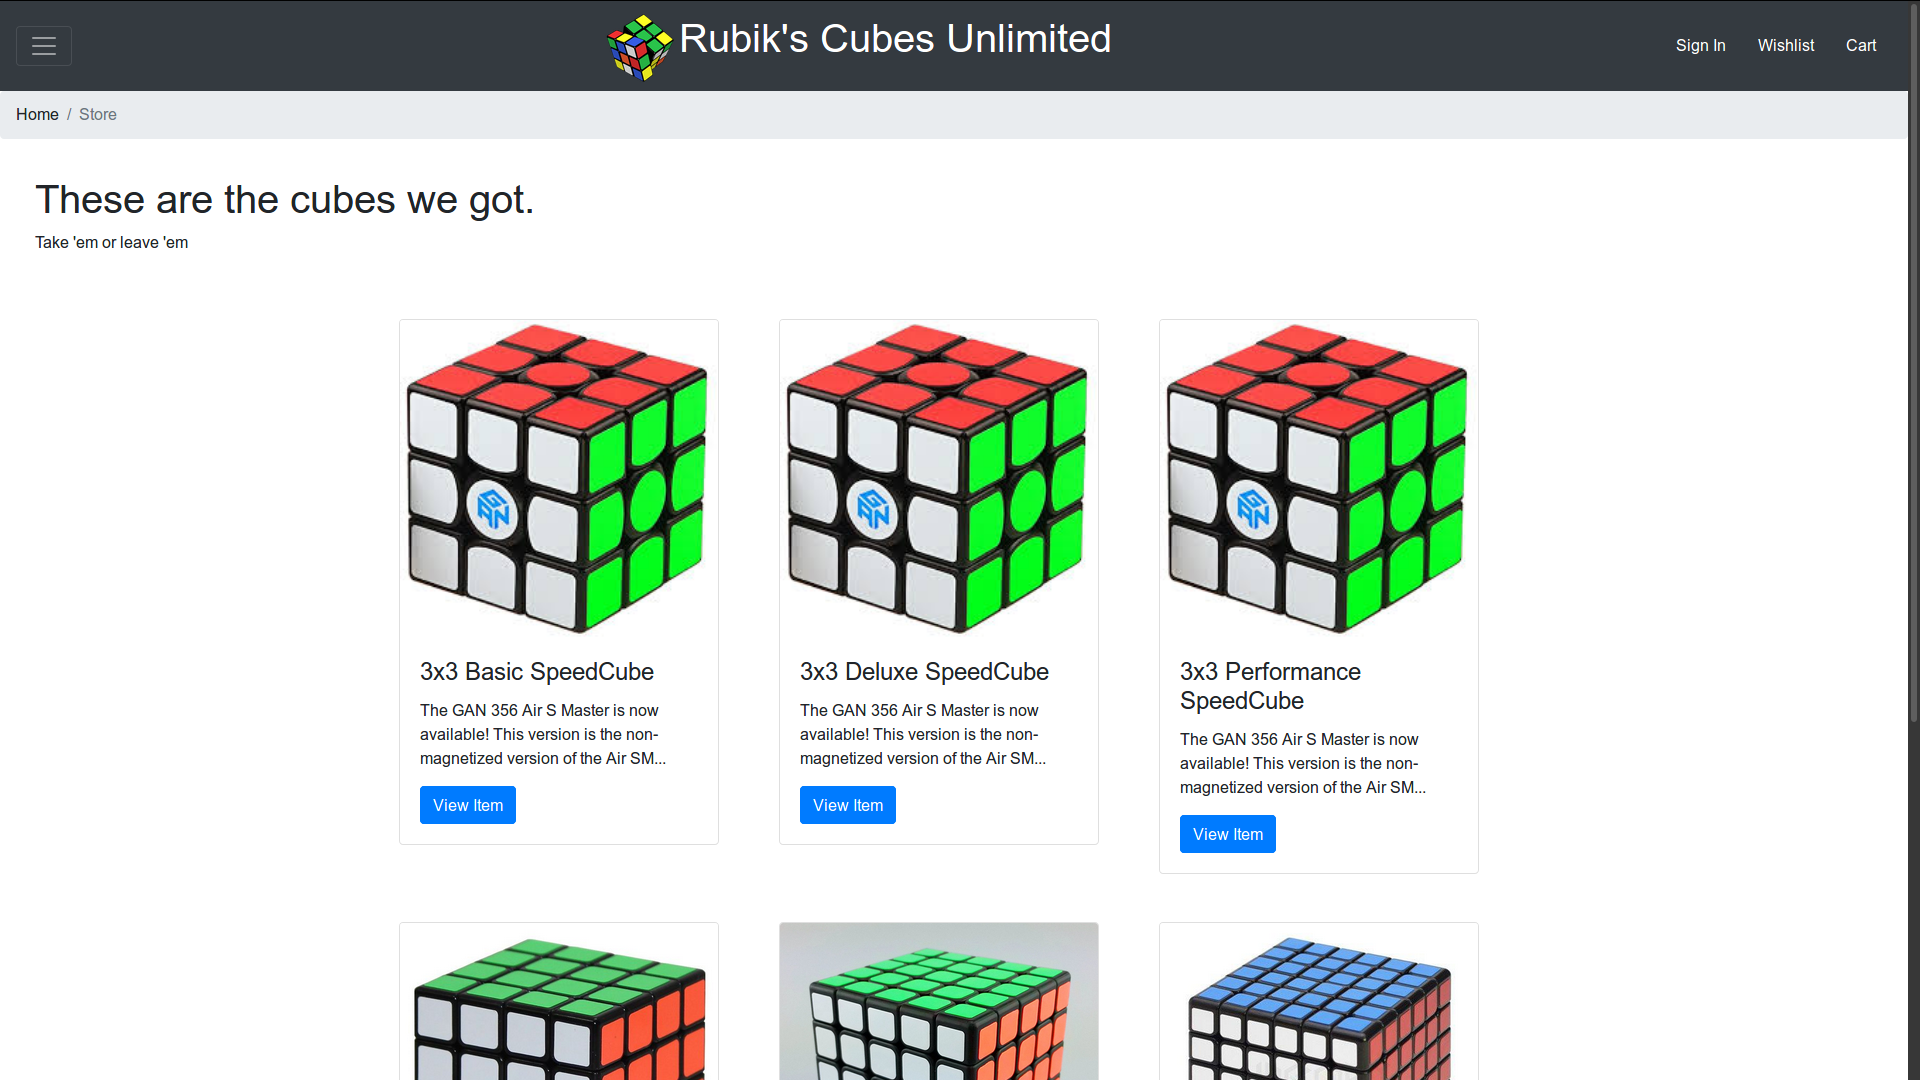 Rubik's Cubes Unlimited
Sign In
Wishlist
Cart
Home / Store
These are the cubes we got.
Take 'em or leave 'em
GAN
3x3 Basic SpeedCube
The GAN 356 Air S Master is now
available! This version is the non-
magnetized version of the Air SM...
View Item
GAN
3x3 Deluxe SpeedCube
The GAN 356 Air S Master is now
available! This version is the non-
magnetized version of the Air SM...
View Item
GAN
3x3 Performance
SpeedCube
The GAN 356 Air S Master is now
available! This version is the non-
magnetized version of the Air SM...
View Item